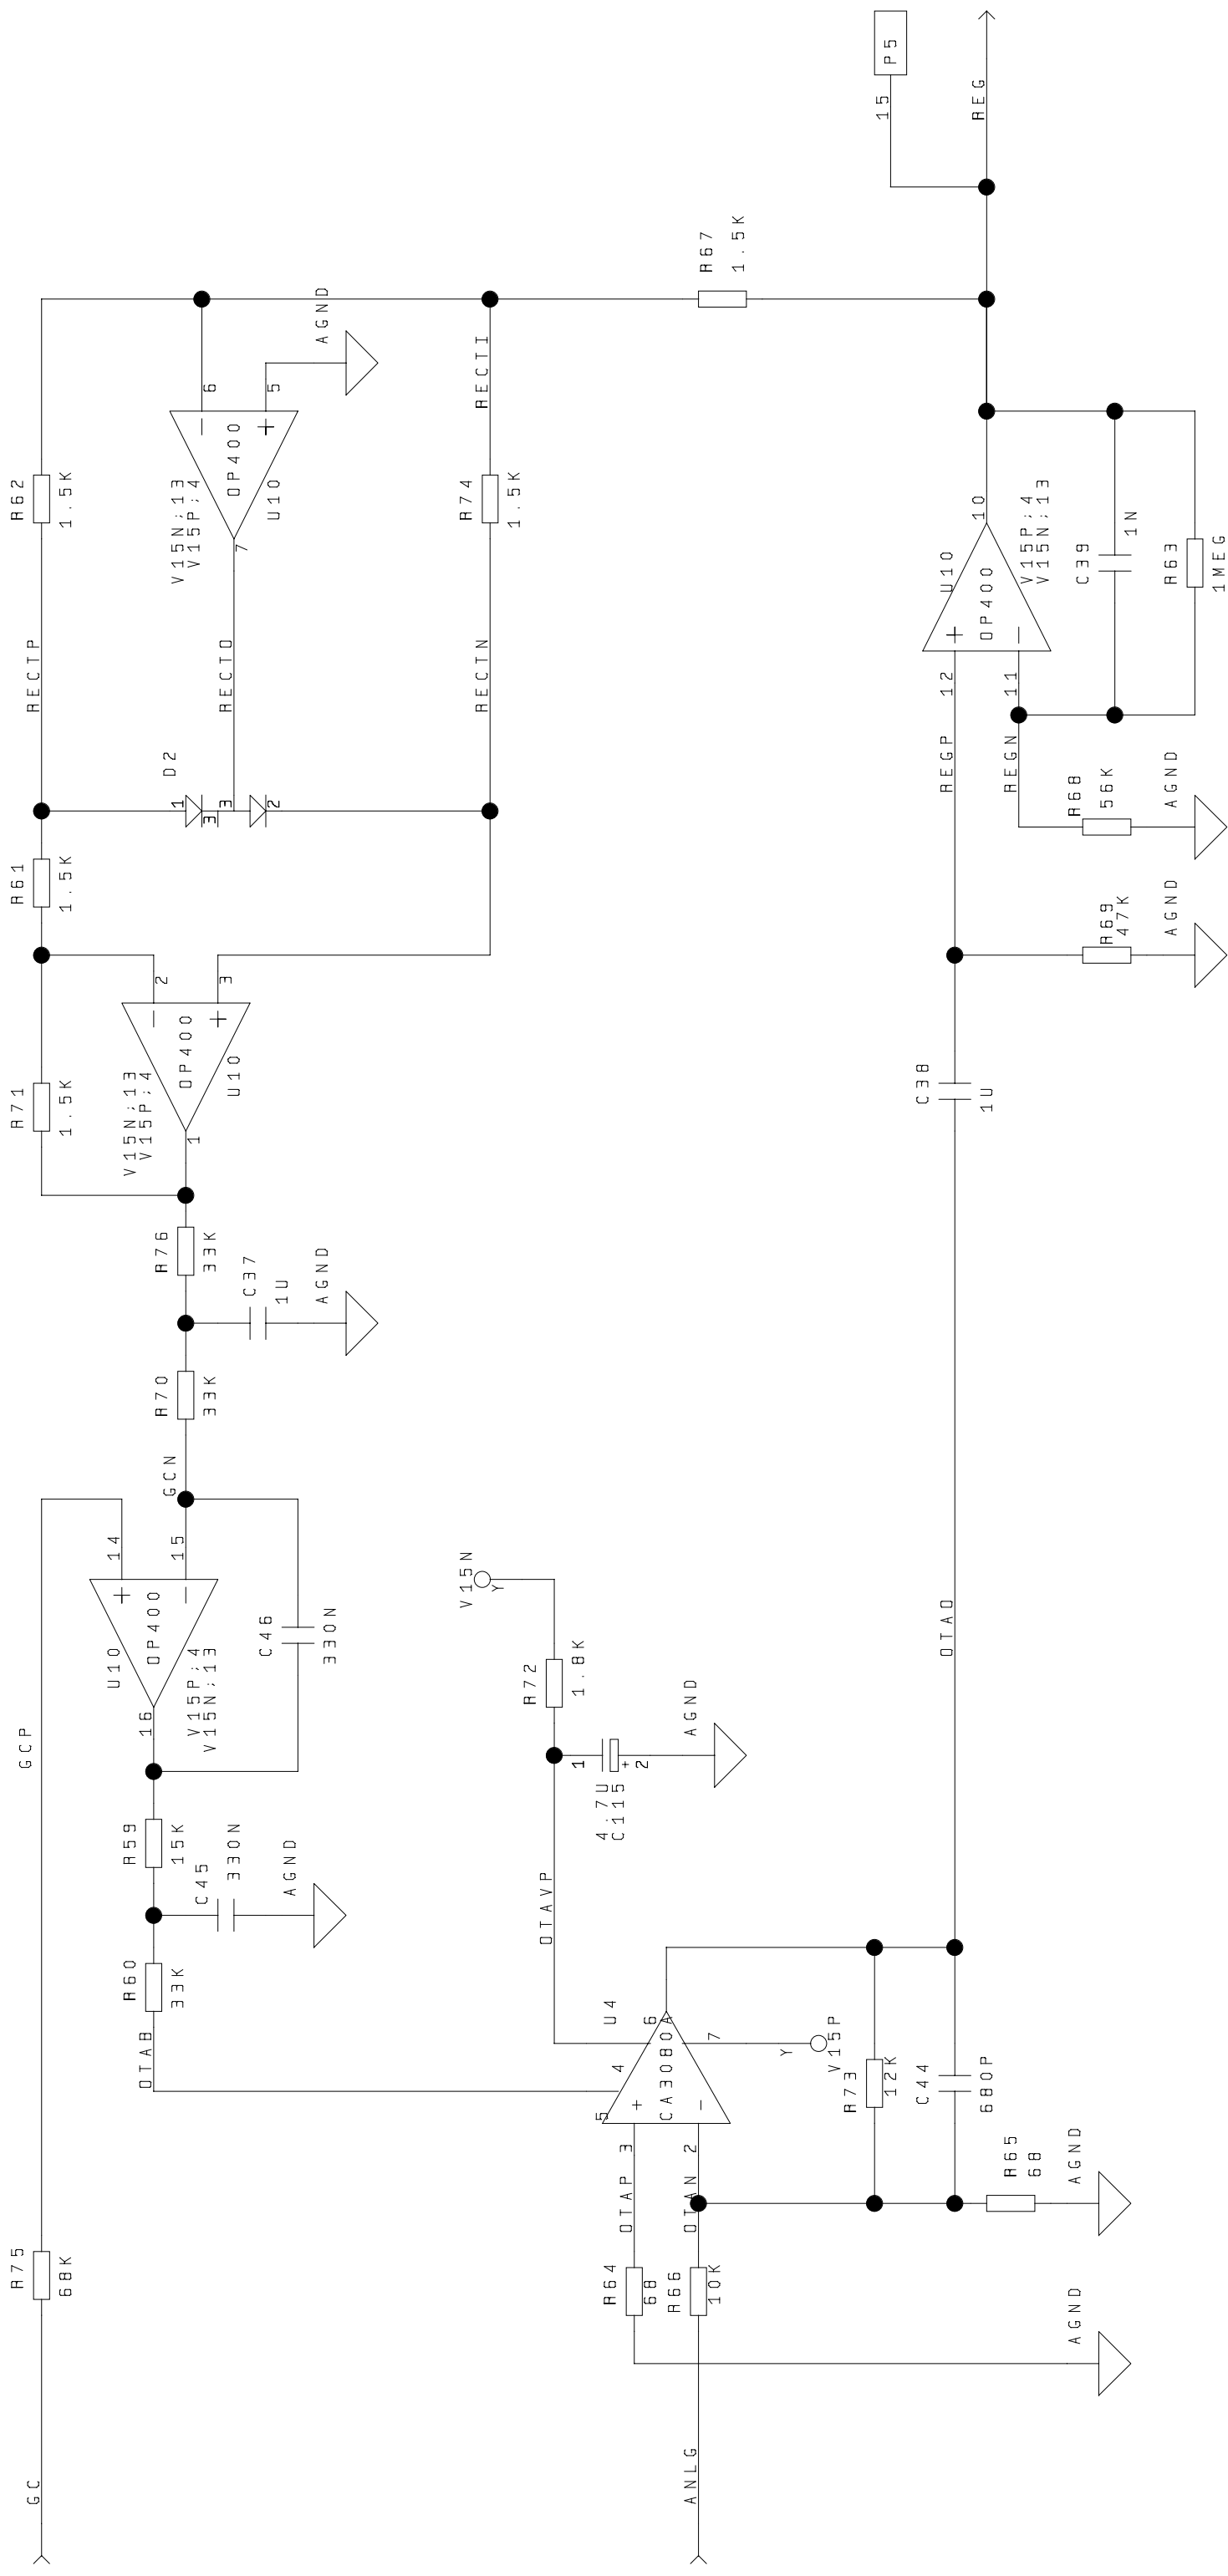 GC
R75
68K
GCP
R60
33K
OTAB
R59
15K
C45
330N
AGND
U10
14
15
16
OP400
V15P;4
V15N;13
C46
330N
GCN
R70
33K
R76
33K
C37
1U
AGND
R71
1.5K
V15N;13
V15P;4
OP400
U10
2
3
1
R61
1.5K
D2
1
3
3
2
RECTP
RECTO
RECTN
R62
1.5K
V15N;13
V15P;4
OP400
U10
6
5
7
AGND
R74
1.5K
RECTI
R67
1.5K
V15N
Y
R72
1.8K
OTAVP
1
4.7U
C115
2
AGND
U4
CA3080A
5
4
6
7
3
2
Y
V15P
OTAP
OTAN
R64
68
R66
10K
ANLG
AGND
R73
12K
C44
680P
R65
68
AGND
OTAO
C38
1U
R69
47K
AGND
REGP
REGN
R68
56K
AGND
12
11
10
U10
OP400
V15P;4
V15N;13
C39
1N
R63
1MEG
15
P5
REG